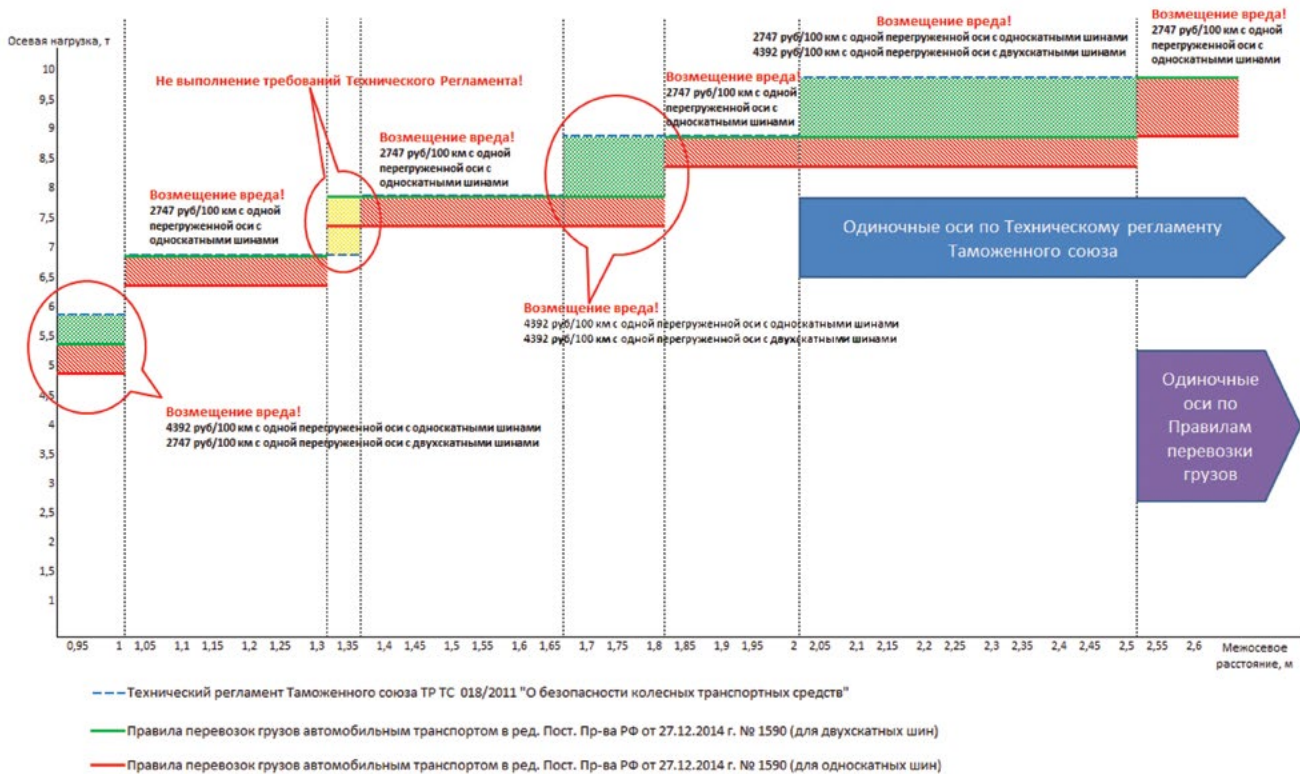 Осевая нагрузка, т
10
9,5
9
8,5
8
7,5
7
6,5
6
5,5
5
4,5
4
3,5
3
2,5
2
1,5
1
Возмещение вреда!
4392 руб/100 км с одной перегруженной оси с односкатными шинами
2747 руб/100 км с одной перегруженной оси с двухскатными шинами
Возмещение вреда!
2747 руб/100 км с одной
перегруженной оси с
односкатными шинами
Не выполнение требований Технического Регламента!
Возмещение вреда!
2747 руб/100 км с одной
перегруженной оси с
односкатными шинами
Возмещение вреда!
4392 руб/100 км с одной перегруженной оси с односкатными шинами
4392 руб/100 км с одной перегруженной оси с двухскатными шинами
Возмещение вреда!
2747 руб/100 км с одной
перегруженной оси с
односкатными шинами
Возмещение вреда!
2747 руб/100 км с одной перегруженной оси с односкатными шинами
4392 руб/100 км с одной перегруженной оси с двухскатными шинами
Возмещение вреда!
2747 руб/100 км с одной
перегруженной оси с
односкатными шинами
Одиночные оси по Техническому регламенту
Таможенного союза
Одиночные
оси по
Правилам
перевозки
грузов
0,95 1 1,05 1,1 1,15 1,2 1,25 1,3 1,35 1,4 1,45 1,5 1,55 1,6 1,65 1,7 1,75 1,8 1,85 1,9 1,95 2 2,05 2,1 2,15 2,2 2,25 2,3 2,35 2,4 2,45 2,5 2,55 2,6
Межосевое
расстояние, м
Технический регламент Таможенного союза ТР ТС 018/2011 "О безопасности колесных транспортных средств"
Правила перевозок грузов автомобильным транспортом в ред. Пост. Пр-ва РФ от 27.12.2014 г. № 1590 (для двухскатных шин)
Правила перевозок грузов автомобильным транспортом в ред. Пост. Пр-ва РФ от 27.12.2014 г. № 1590 (для односкатных шин)